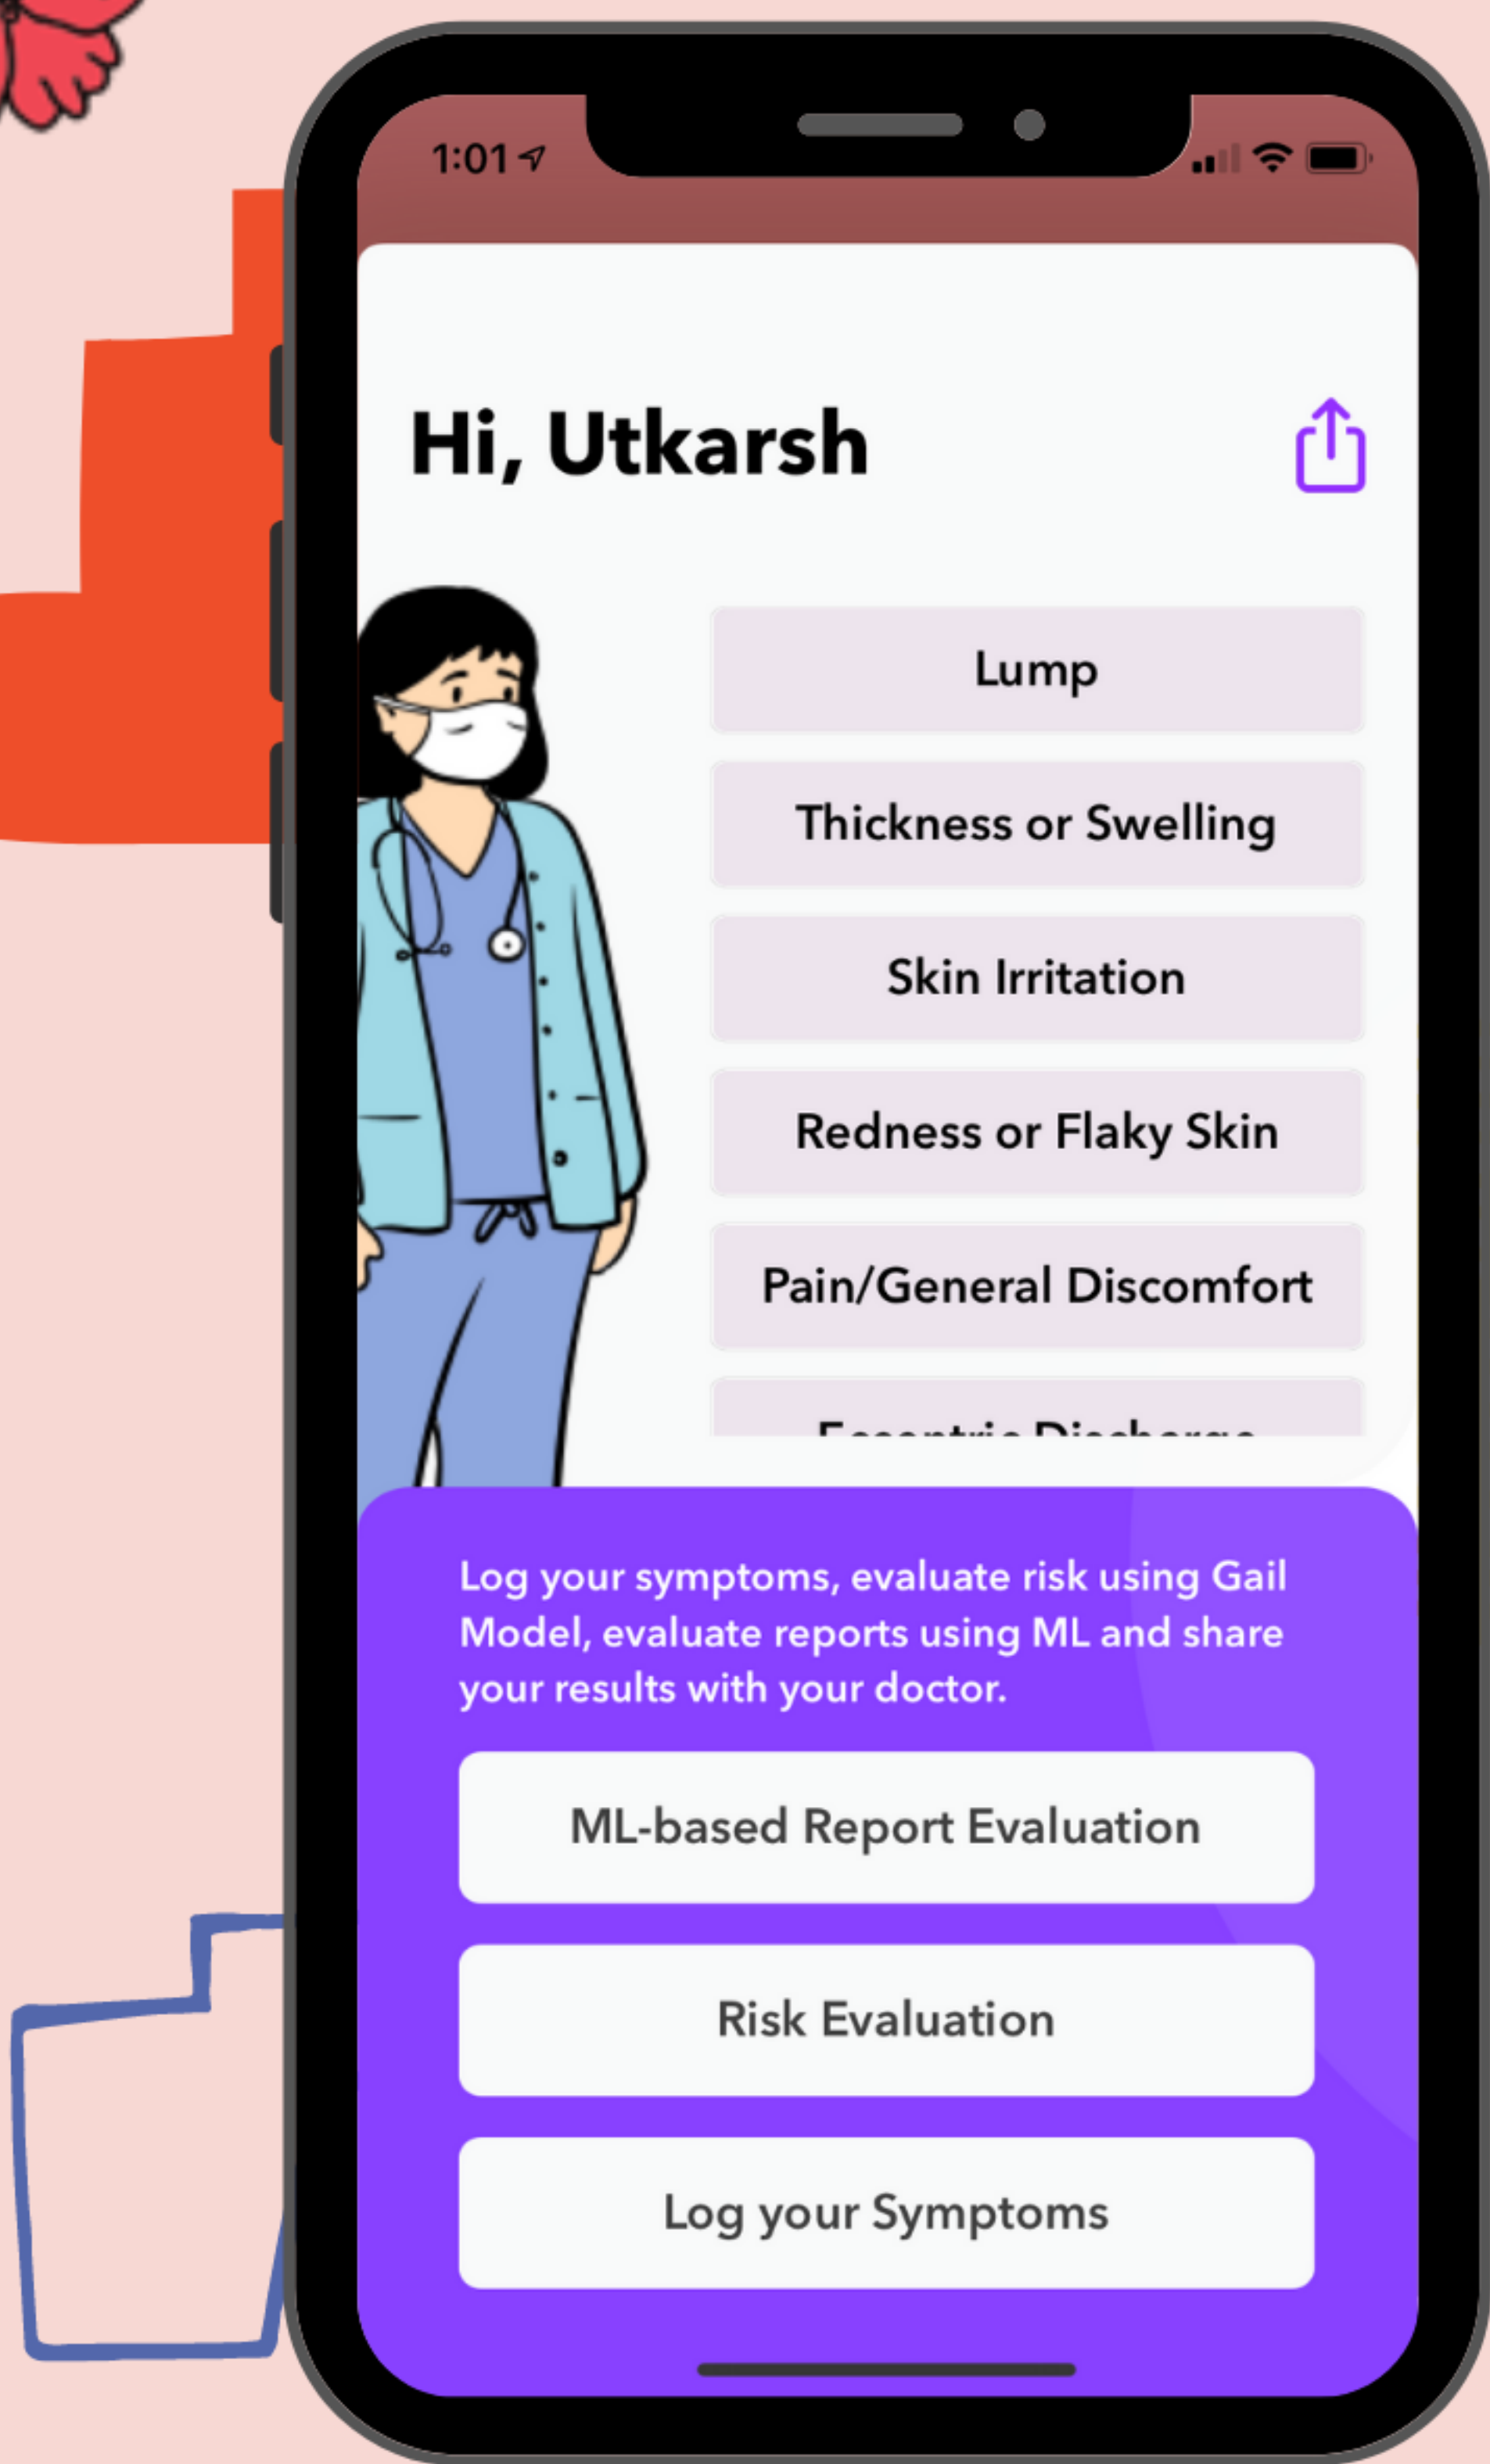 1:01
Hi, Utkarsh
Lump
Thickness or Swelling
Skin Irritation
Redness or Flaky Skin
Pain/General Discomfort
Eccentric Discharge
Log your symptoms, evaluate risk using Gail
Model, evaluate reports using ML and share
your results with your doctor.
ML-based Report Evaluation
Risk Evaluation
Log your Symptoms